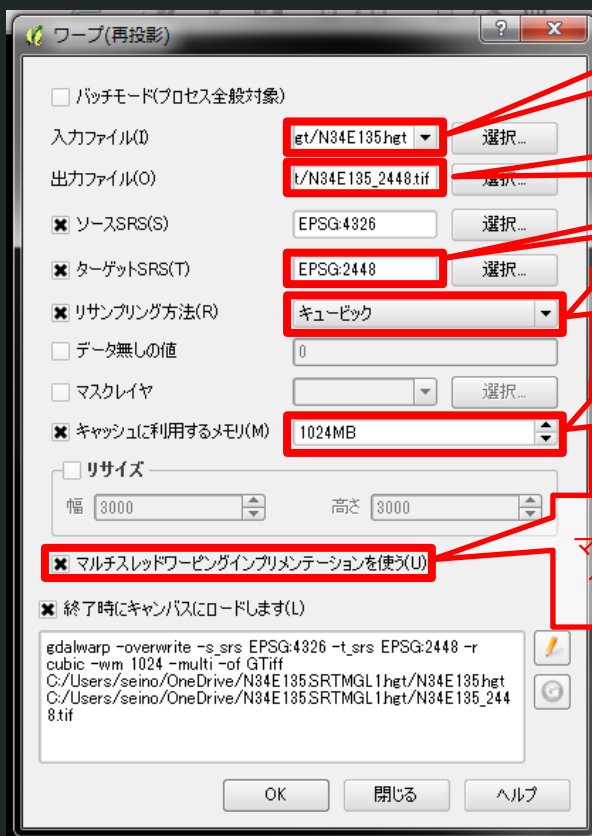 ワープ(再投影)
バッチモード(プロセス全般対象)
入力ファイル(I) gt/N34E135.hgt 選択...
出力ファイル(O) t/N34E135_2448.tif 選択...
ソースSRS(S) EPSG:4326 選択...
ターゲットSRS(T) EPSG:2448 選択...
リサンプリング方法(R) キュービック
データ無しの値 0
マスクレイヤ 選択...
キャッシュに利用するメモリ(M) 1024MB
リサイズ
幅 3000 高さ 3000
マルチスレッドワーピングインプリメンテーションを使う(U)
マ
終了時にキャンバスにロードします(L)
gdalwarp -overwrite -s_srs EPSG:4326 -t_srs EPSG:2448 -r
cubic -wm 1024 -multi -of GTiff
C:/Users/seino/OneDrive/N34E135.SRTMGL1.hgt/N34E135.hgt
C:/Users/seino/OneDrive/N34E135.SRTMGL1.hgt/N34E135_244
8.tif
OK 閉じる ヘルプ